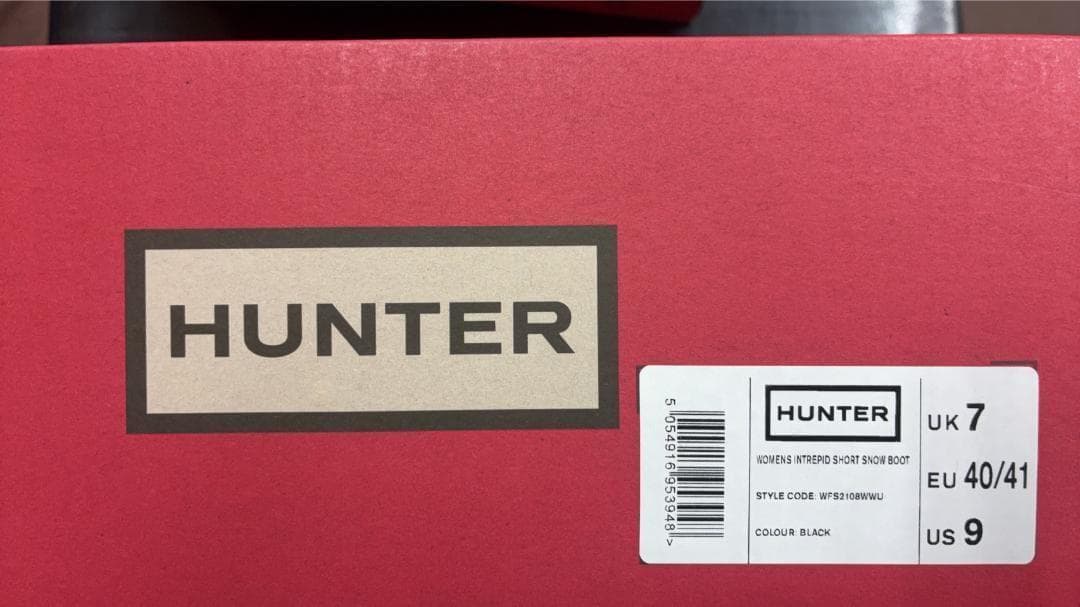 HUNTER
5 054916 953948 >
HUNTER
WOMENS INTREPID SHORT SNOW BOOT
STYLE CODE: WFS2108WWU
COLOUR: BLACK
UK 7
EU 40/41
US 9